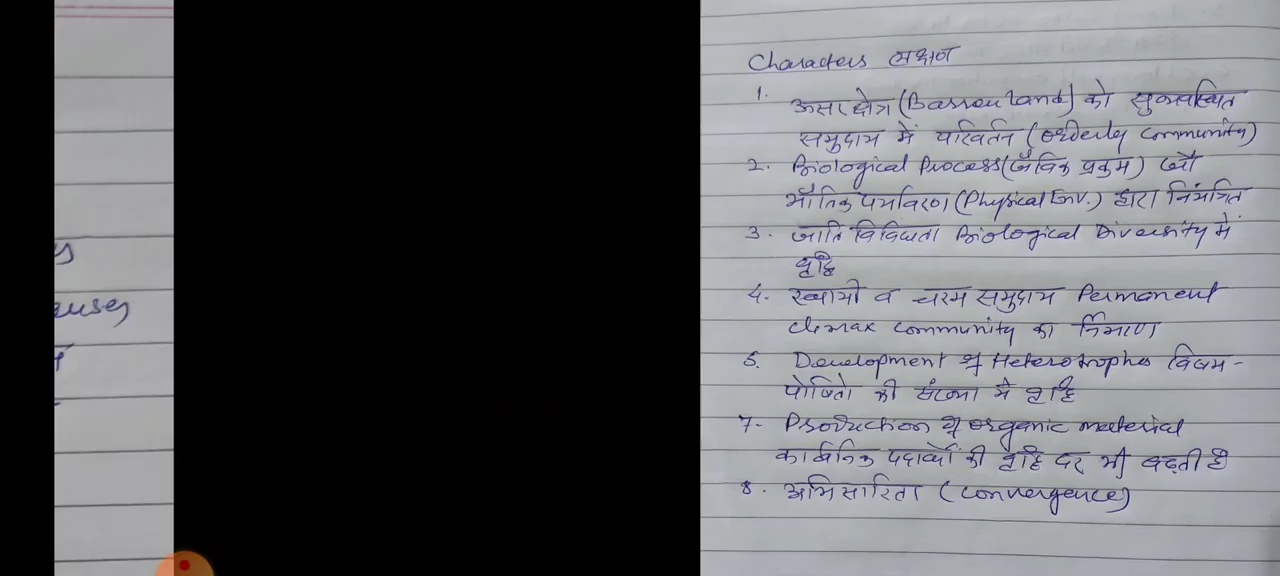 y
auses
Characters लक्षण
1. ऊसर क्षेत्र (Barren land) को सुव्यवस्थित
समुदाय में परिवर्तन (orderly community)
2. Biological Process (जैविक प्रक्रम) औ
भौतिक पर्यावरण (Physical Env.) द्वारा नियंत्रित
3. जाति विविधता Biological Diversity में
वृद्धि
4. स्थायी व चरम समुदाय Permanent
climax community का निर्माण
5. Development of Heterotrophs विषम-
पोषितो की संख्या मे वृद्धि
7- Production of organic material
कार्बनिक पदार्थों की वृद्धि दर भी बढ़ती है
8. अभिसारिता (convergence)